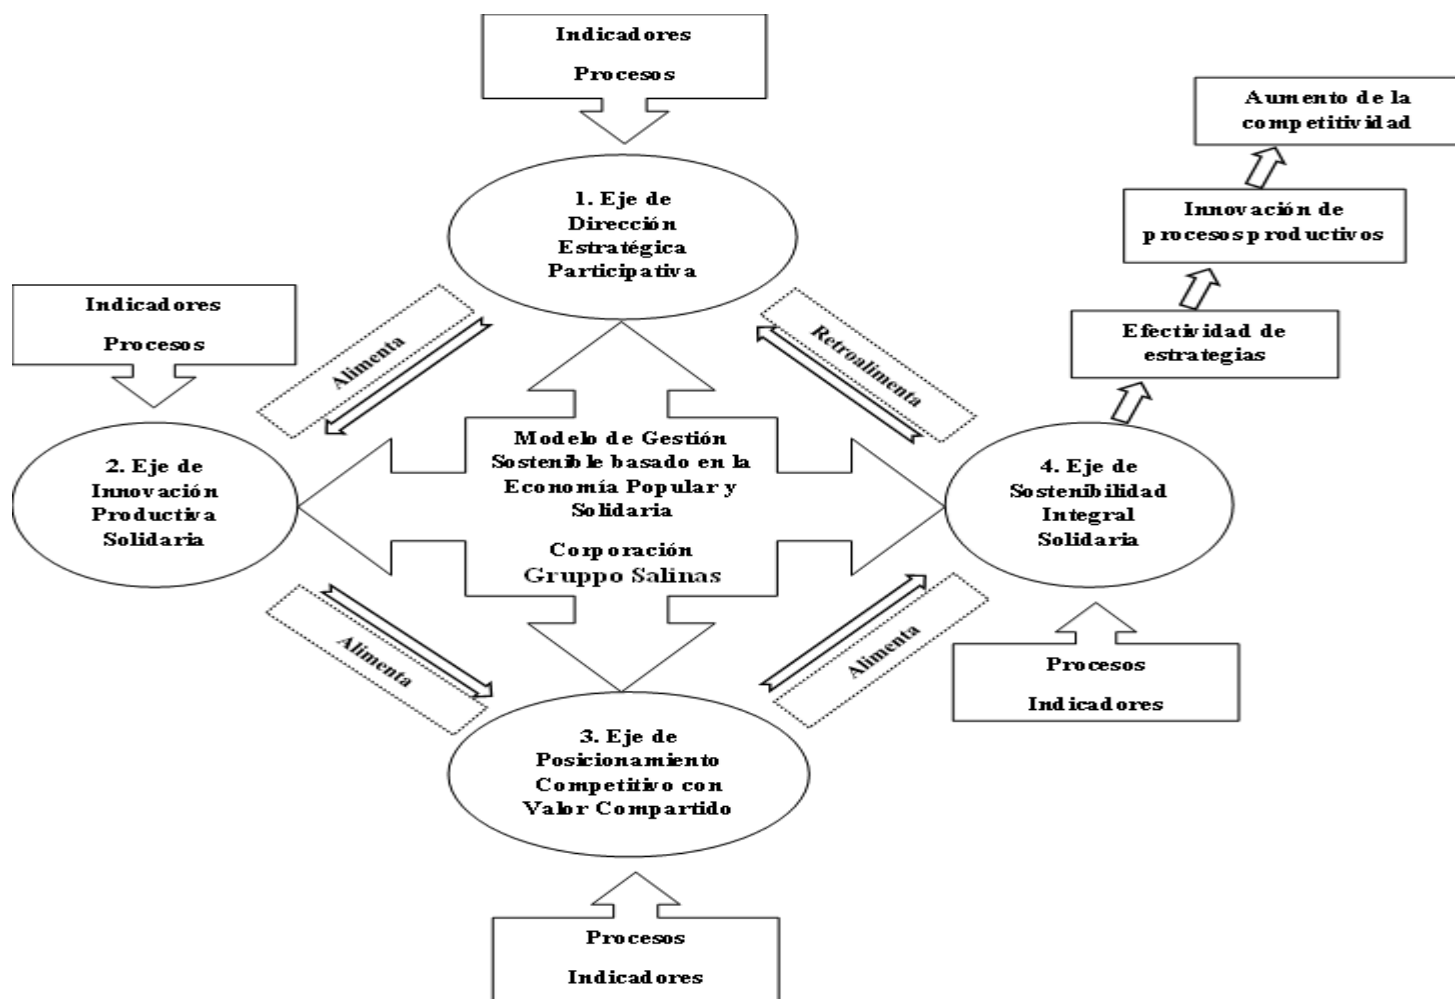 Indicadores
Procesos
Aumento de la
competitividad
1. Eje de
Dirección
Estratégica
Participativa
Innovación de
procesos productivos
Indicadores
Procesos
Alimenta
Retroalimenta
Efectividad de
estrategias
2. Eje de
Innovación
Productiva
Solidaria
Modelo de Gestión
Sostenible basado en la
Economía Popular y
Solidaria
Corporación
Gruppo Salinas
4. Eje de
Sostenibilidad
Integral
Solidaria
Alimenta
Alimenta
Procesos
Indicadores
3. Eje de
Posicionamiento
Competitivo con
Valor Compartido
Procesos
Indicadores